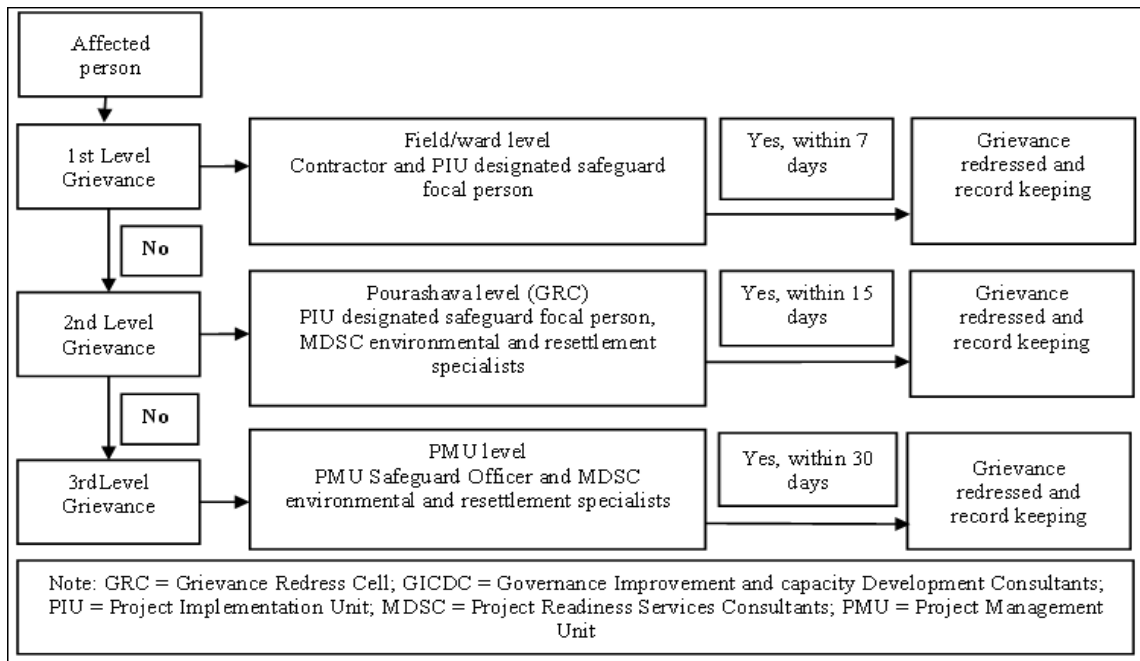 Affected
person
1st Level
Grievance
Field/ward level
Contractor and PIU designated safeguard
focal person
Yes, within 7
days
Grievance
redressed and
record keeping
No
2nd Level
Grievance
Pourashava level (GRC)
PIU designated safeguard focal person,
MDSC environmental and resettlement
specialists
Yes, within 15
days
Grievance
redressed and
record keeping
No
3rd Level
Grievance
PMU level
PMU Safeguard Officer and MDSC
environmental and resettlement specialists
Yes, within 30
days
Grievance
redressed and
record keeping
Note: GRC = Grievance Redress Cell; GICDC = Governance Improvement and capacity Development Consultants;
PIU = Project Implementation Unit; MDSC = Project Readiness Services Consultants; PMU = Project Management
Unit